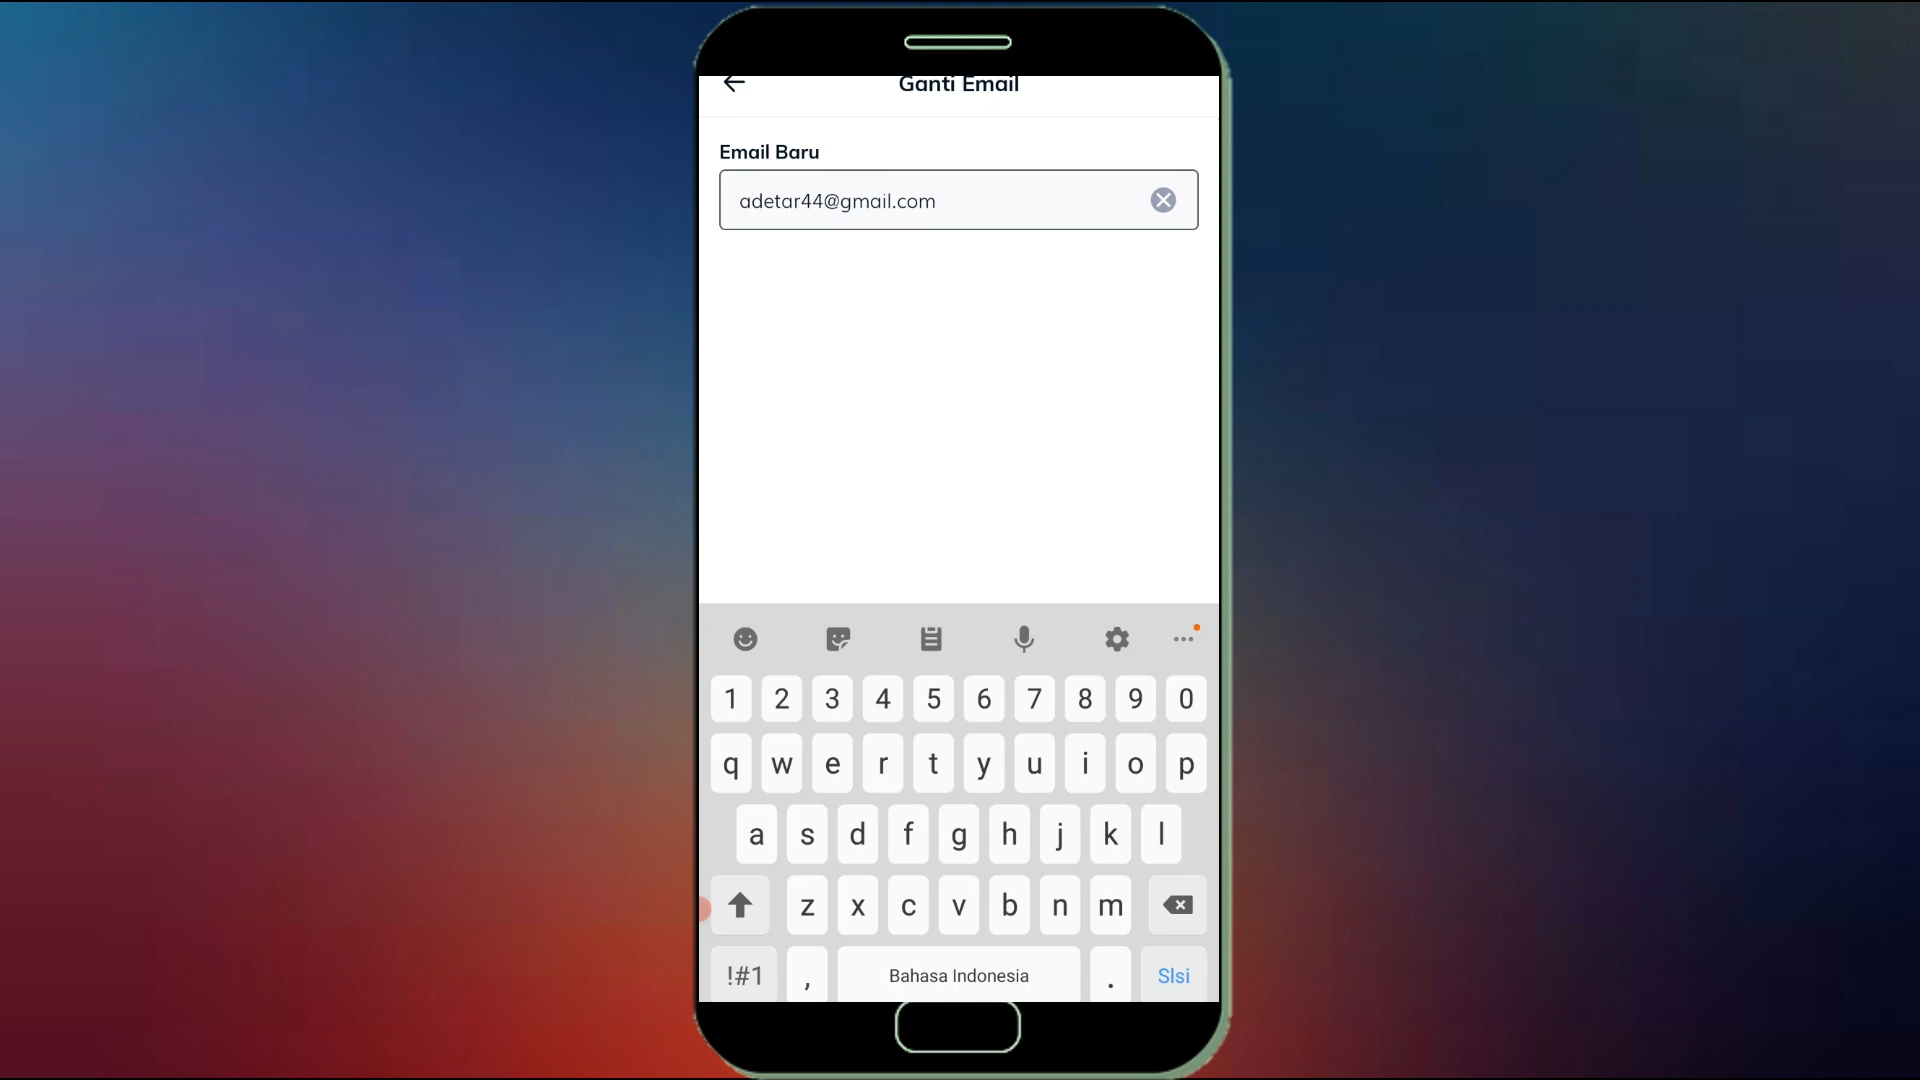 Ganti Email
Email Baru
adetar44@gmail.com
1 2 3 4 5 6 7 8 9 0
q w e r t y u i o p
a s d f g h j k l
z x c v b n m
!#1 , Bahasa Indonesia . Slsi